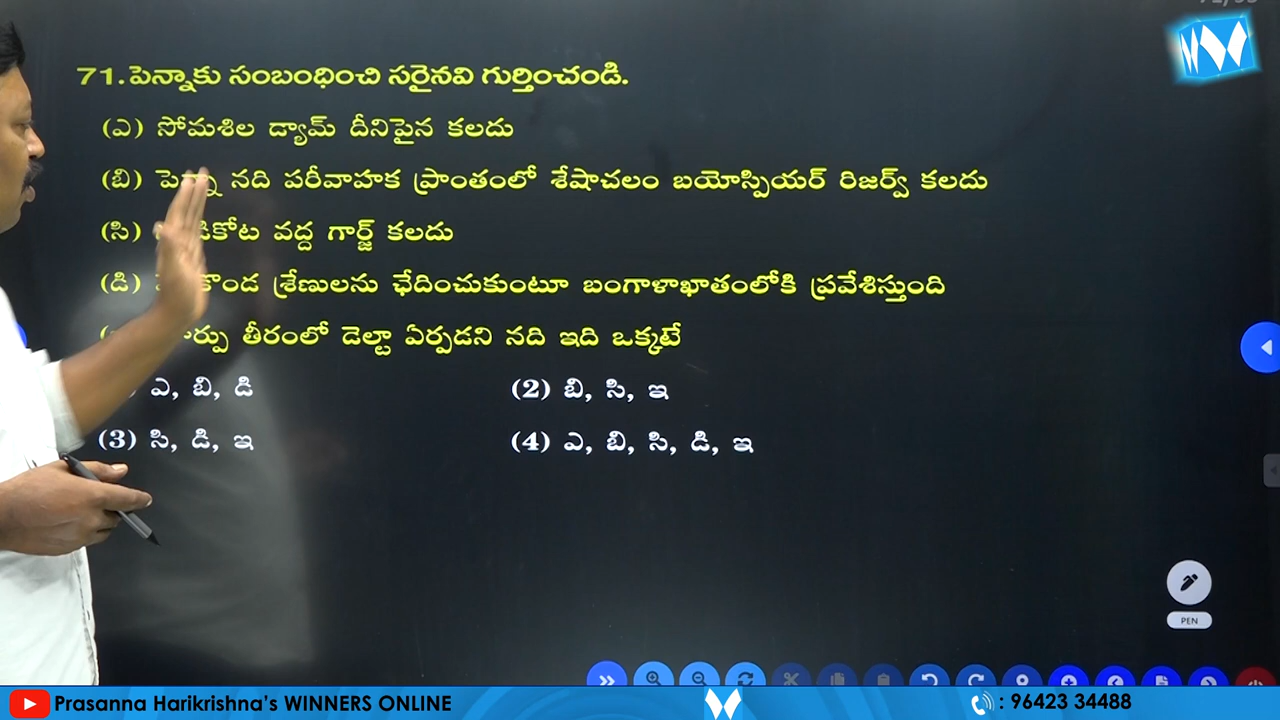 71.పెన్నాకు సంబంధించి సరైనవి గుర్తించండి.
(ఎ) సోమశిల డ్యామ్ దీనిపైన కలదు
(బి) పెన్నా నది పరీవాహక ప్రాంతంలో శేషాచలం బయోస్పియర్ రిజర్వ్ కలదు
(సి) వద్ద గార్జ్ కలదు
(డి) శ్రేణులను ఛేదించుకుంటూ బంగాళాఖాతంలోకి ప్రవేశిస్తుంది
తీరంలో డెల్టా ఏర్పడని నది ఇది ఒక్కటే
ఎ, బి, డి
(2) బి, సి, ఇ
(3) సి, డి, ఇ
(4) ఎ, బి, సి, డి, ఇ
PEN
Prasanna Harikrishna's WINNERS ONLINE
: 96423 34488